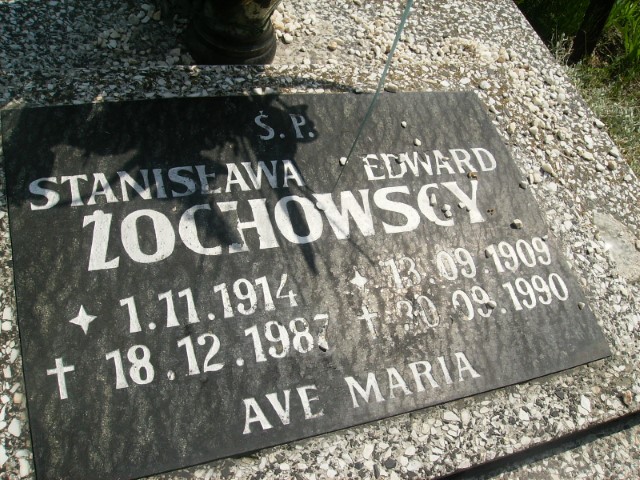 Ś.P.
STANISŁAWA EDWARD
ŻOCHOWSCY
1.11.1914 13.09.1909
18.12.1987 30.09.1990
AVE MARIA